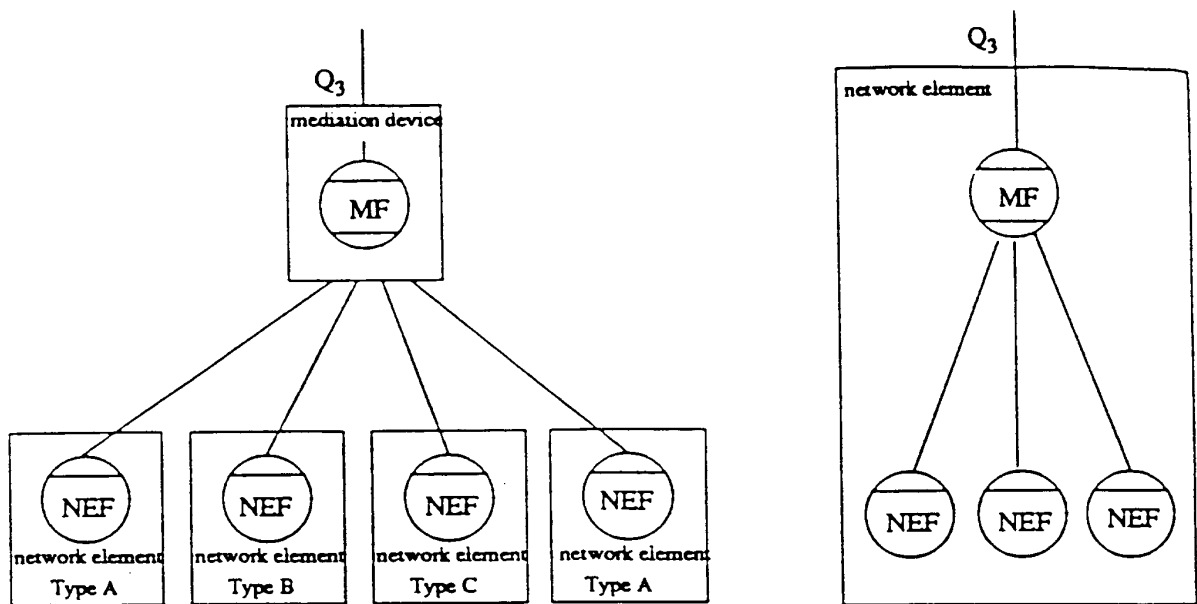 Q3
mediation device
MF
NEF
network element
Type A
NEF
network element
Type B
NEF
network element
Type C
NEF
network element
Type A
Q3
network element
MF
NEF
NEF
NEF